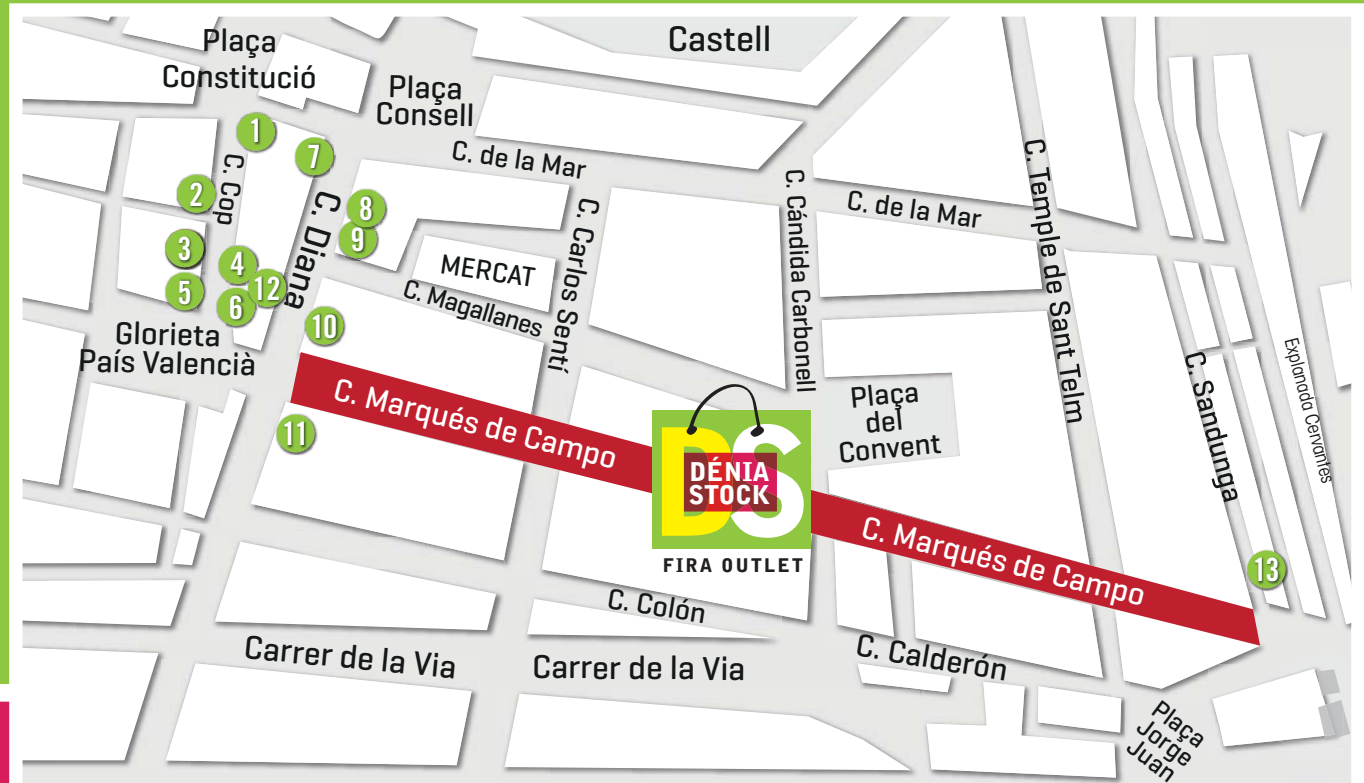 Plaça
Constitució
Castell
Plaça
Consell
1
7
C. de la Mar
2
C. Cop
C. Diana
8
9
3
4
5
6
12
MERCAT
C. Magallanes
C. Carlos Sentí
C. Cándida Carbonell
C. de la Mar
C. Temple de Sant Telm
Glorieta
País Valencià
10
11
C. Marqués de Campo
DS
DÉNIA
STOCK
FIRA OUTLET
Plaça
del
Convent
C. Sandunga
Explanada Cervantes
C. Marqués de Campo
13
C. Colón
Carrer de la Via
Carrer de la Via
C. Calderón
Plaça
Jorge
Juan